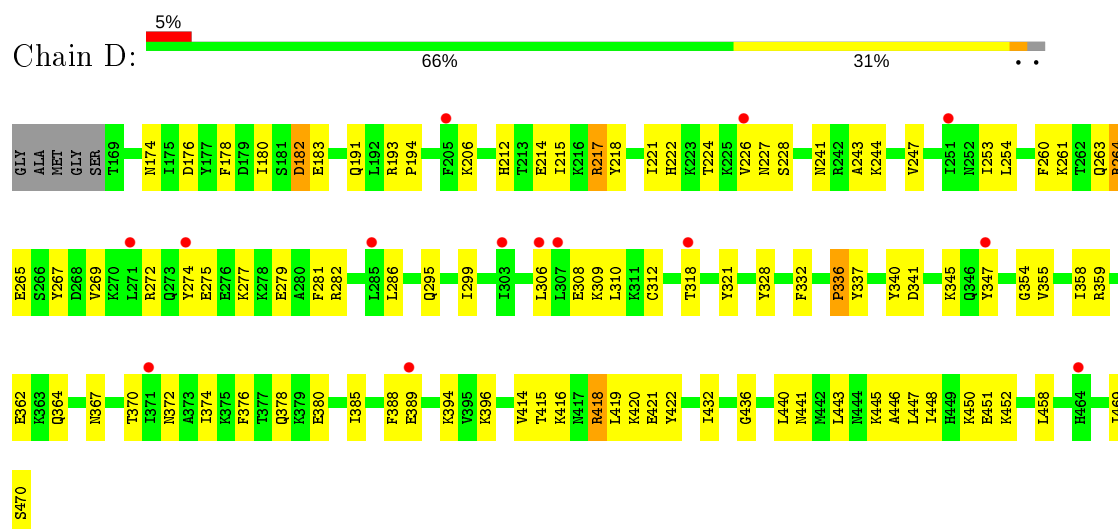 5%
Chain D:
66% 31% • •
GLY ALA MET GLY SER T169 N174 I175 D176 Y177 F178 D179 I180 S181 D182 E183 Q191 L192 R193 P194 F205 K206 H212 T213 E214 I215 K216 R217 Y218 I221 H222 K223 T224 K225 V226 N227 S228 N241 R242 A243 K244 V247 I251 N252 I253 L254 F260 K261 T262 Q263
E265 S266 Y267 D268 V269 K270 L271 R272 Q273 Y274 E275 E276 K277 K278 E279 A280 F281 R282 L285 L286 Q295 I299 I303 L306 L307 E308 K309 L310 K311 C312 T318 Y321 Y328 F332 P336 Y337 Y340 D341 K345 Q346 Y347 G354 V355 I358 R359
E362 K363 Q364 N367 T370 I371 N372 A373 I374 K375 F376 T377 Q378 K379 E380 I385 F388 E389 K394 V395 K396 V414 T415 K416 N417 R418 L419 K420 E421 Y422 I432 G436 L440 N441 M442 L443 N444 K445 A446 L447 I448 H449 K450 E451 K452 L458 H464
S470